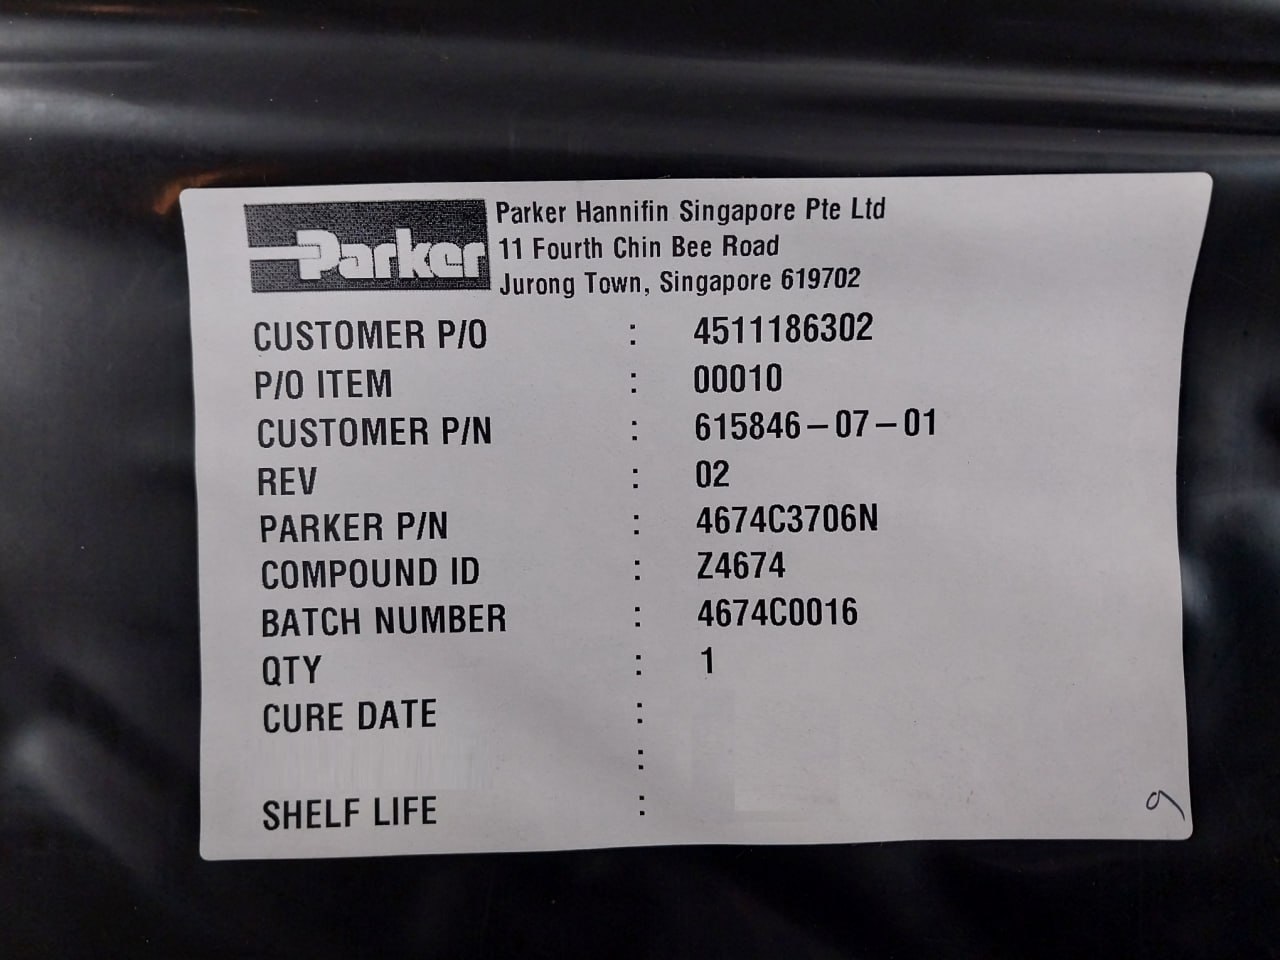 Parker
Parker Hannifin Singapore Pte Ltd
11 Fourth Chin Bee Road
Jurong Town, Singapore 619702
CUSTOMER P/O : 4511186302
P/O ITEM : 00010
CUSTOMER P/N : 615846-07-01
REV : 02
PARKER P/N : 4674C3706N
COMPOUND ID : Z4674
BATCH NUMBER : 4674C0016
QTY : 1
CURE DATE :
:
SHELF LIFE :